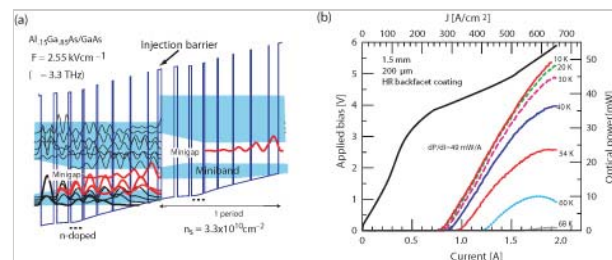 (a)
Al.15Ga.85As/GaAs
F = 2.55 kVcm⁻¹
( − 3.3 THz)
Injection barrier
Minigap
Minigap
Miniband
n-doped
1 period
nₛ = 3.3x10¹⁰cm⁻²
(b)
J [A/cm²]
0 100 200 300 400 500 600 700
1.5 mm
200 µm
HR backfacet coating
dP/dI~49 mW/A
10 K
20 K
30 K
40 K
54 K
60 K
68 K
Applied bias [V]
6
5
4
3
2
1
0
Optical power[mW]
50
40
30
20
10
0
0 0.5 1.0 1.5 2.0
Current [A]